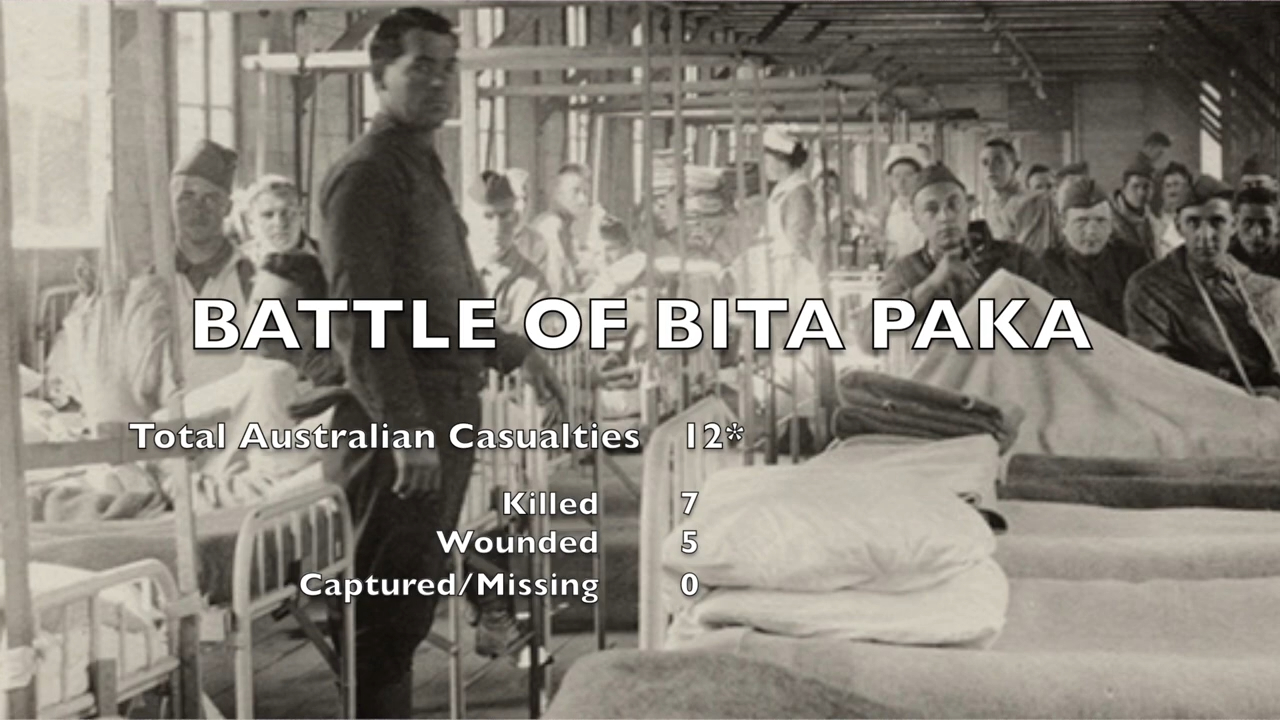 BATTLE OF BITA PAKA
Total Australian Casualties 12*
Killed 7
Wounded 5
Captured/Missing 0